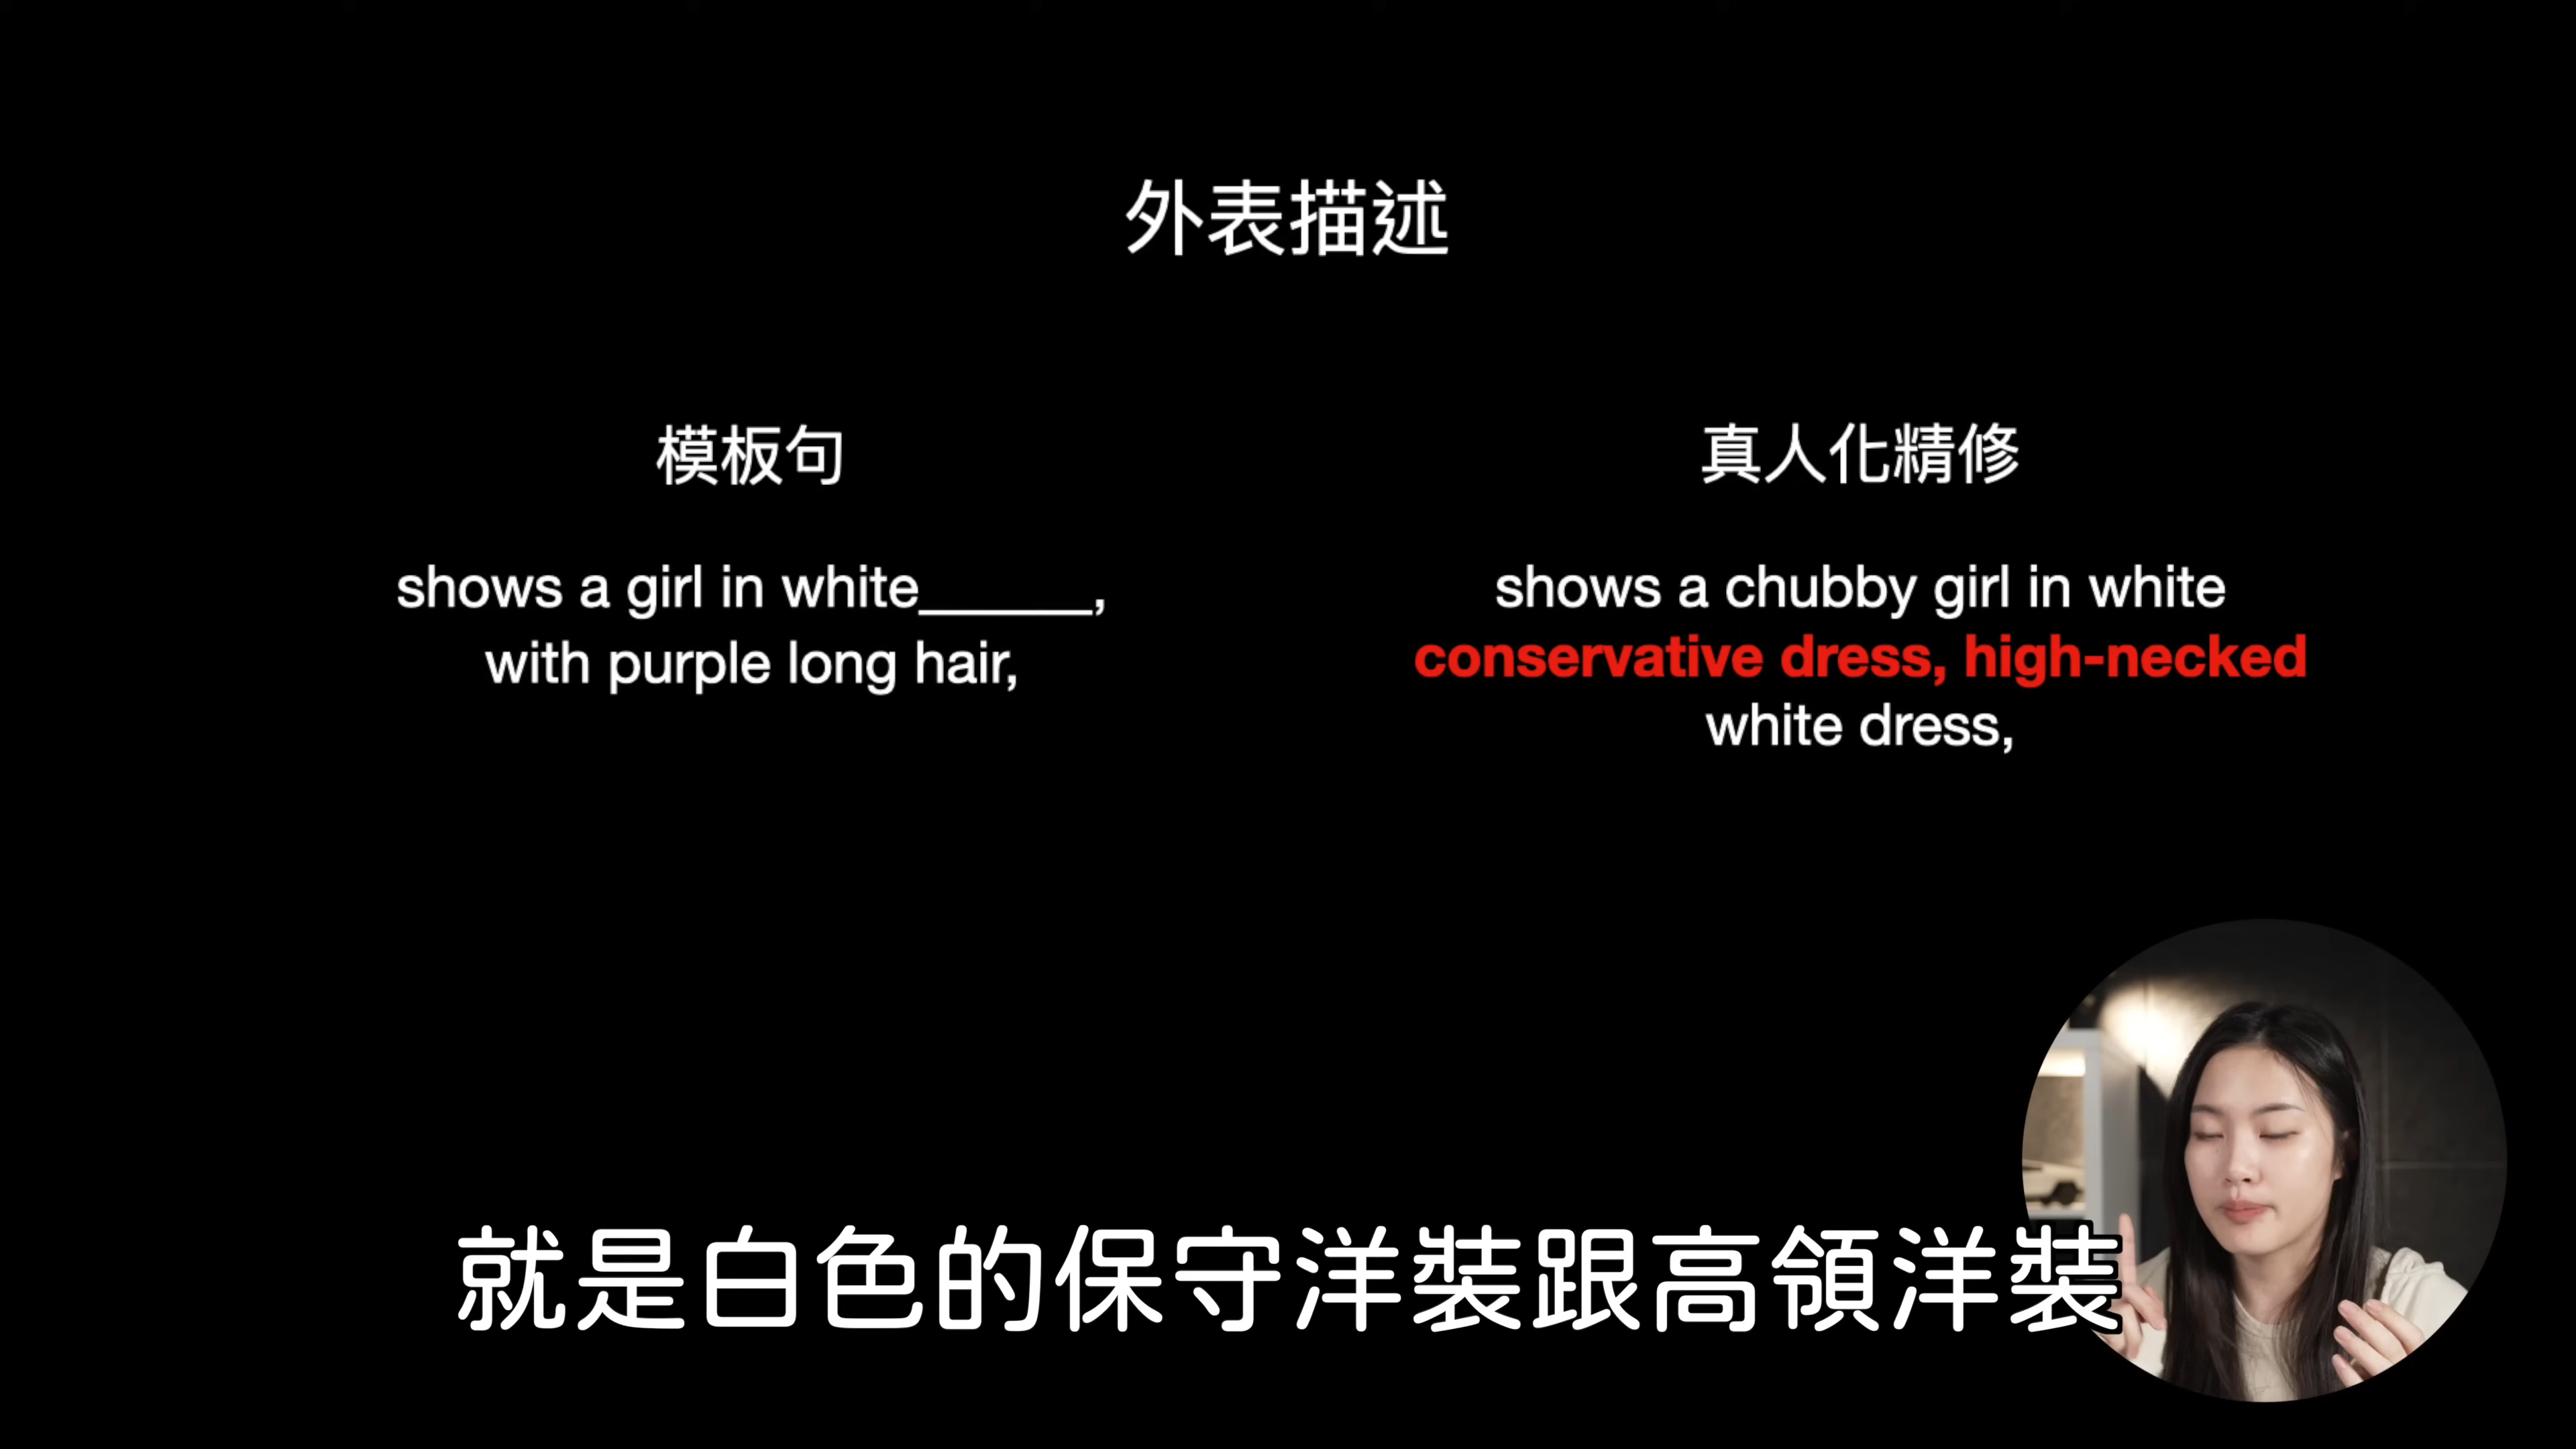 外表描述
模板句
shows a girl in white______,
with purple long hair,
真人化精修
shows a chubby girl in white
conservative dress, high-necked
white dress,
就是白色的保守洋裝跟高領洋裝